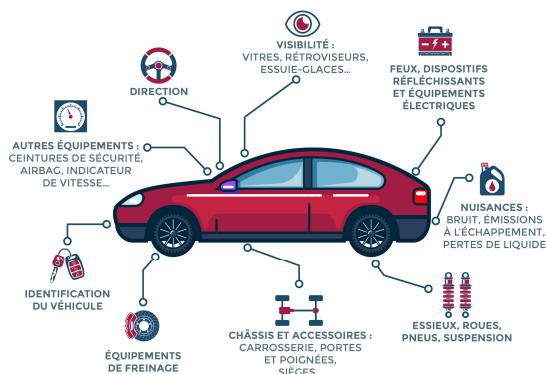 VISIBILITÉ :
VITRES, RÉTROVISEURS,
ESSUIE-GLACES...
DIRECTION
FEUX, DISPOSITIFS
RÉFLÉCHISSANTS
ET ÉQUIPEMENTS
ÉLECTRIQUES
AUTRES ÉQUIPEMENTS :
CEINTURES DE SÉCURITÉ,
AIRBAG, INDICATEUR
DE VITESSE...
NUISANCES :
BRUIT, ÉMISSIONS
À L'ÉCHAPPEMENT,
PERTES DE LIQUIDE
IDENTIFICATION
DU VÉHICULE
ÉQUIPEMENTS
DE FREINAGE
CHÂSSIS ET ACCESSOIRES :
CARROSSERIE, PORTES
ET POIGNÉES,
SIÈGES...
ESSIEUX, ROUES,
PNEUS, SUSPENSION